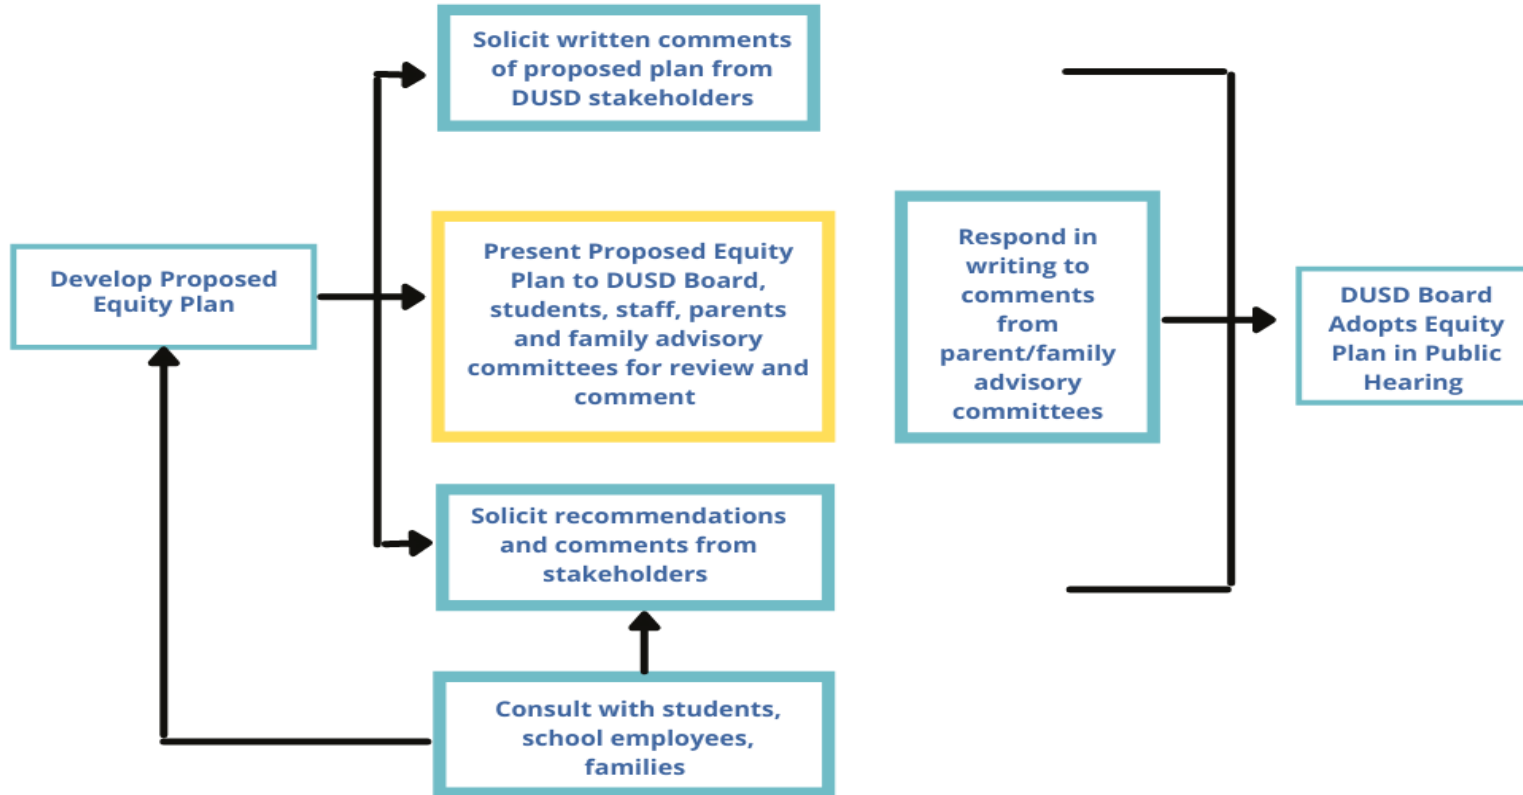 Solicit written comments
of proposed plan from
DUSD stakeholders
Develop Proposed
Equity Plan
Present Proposed Equity
Plan to DUSD Board,
students, staff, parents
and family advisory
committees for review and
comment
Respond in
writing to
comments
from
parent/family
advisory
committees
DUSD Board
Adopts Equity
Plan in Public
Hearing
Solicit recommendations
and comments from
stakeholders
Consult with students,
school employees,
families